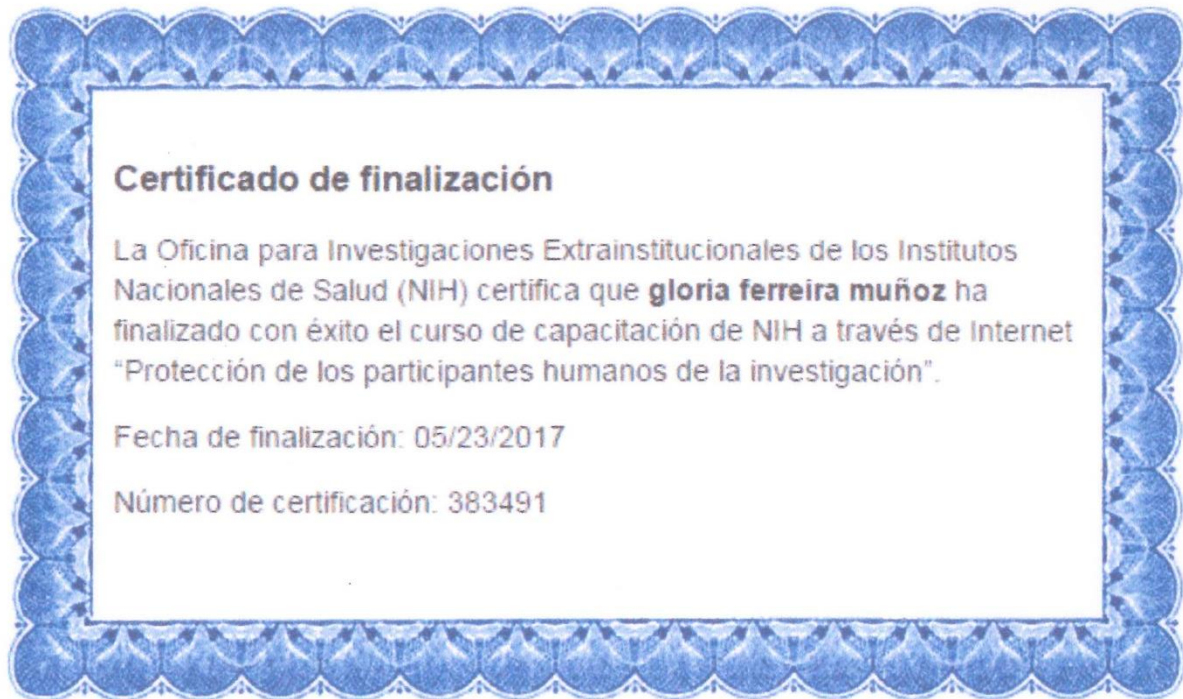 Certificado de finalización
La Oficina para Investigaciones Extrainstitucionales de los Institutos
Nacionales de Salud (NIH) certifica que gloria ferreira muñoz ha
finalizado con éxito el curso de capacitación de NIH a través de Internet
“Protección de los participantes humanos de la investigación”.
Fecha de finalización: 05/23/2017
Número de certificación: 383491